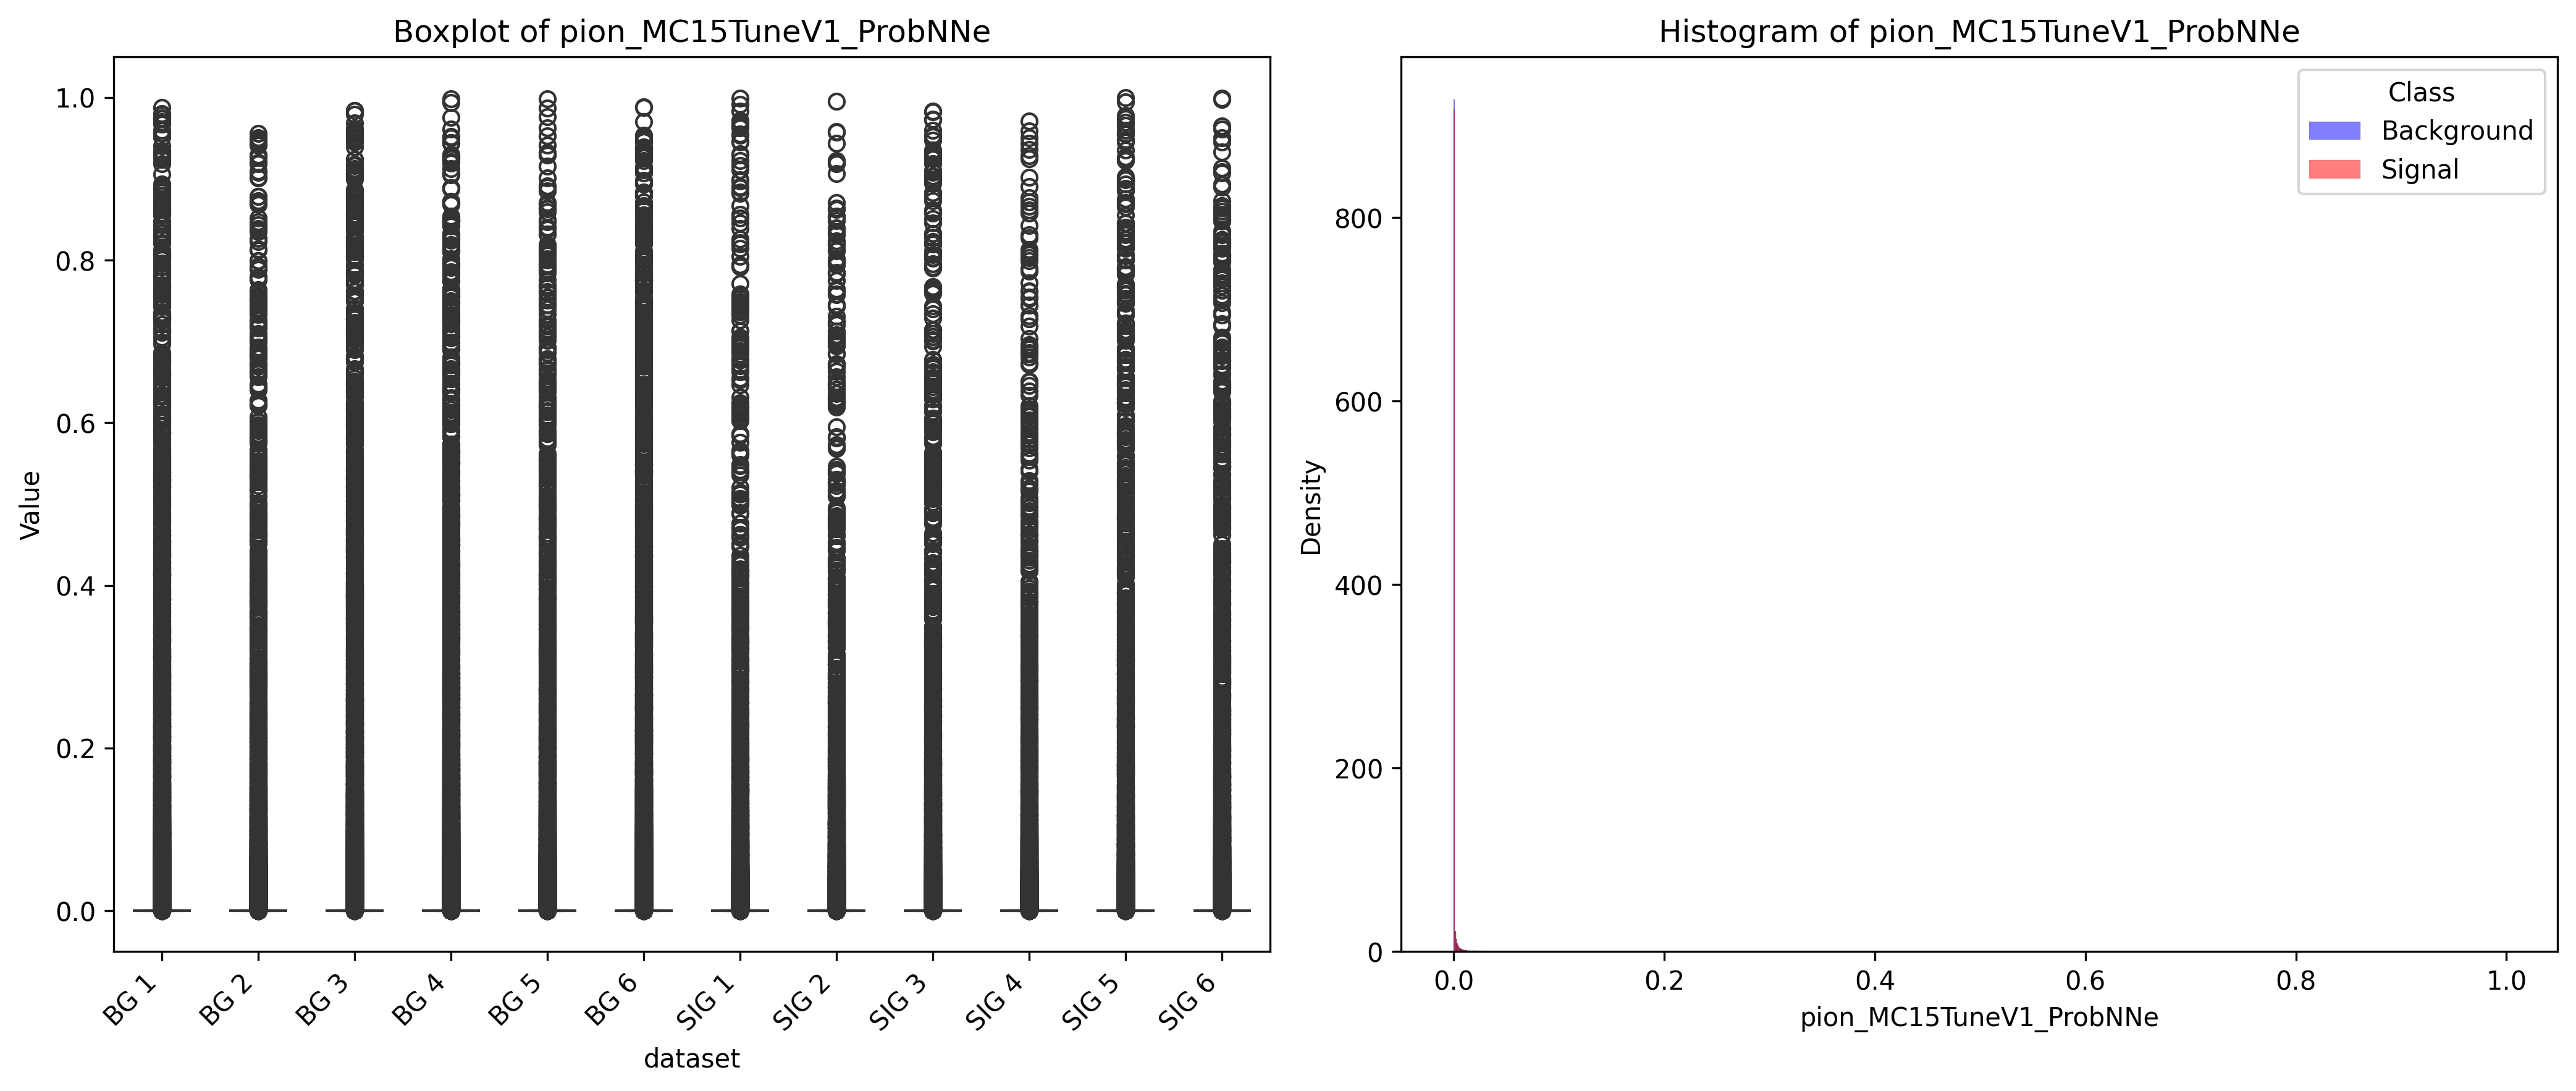 Boxplot of pion_MC15TuneV1_ProbNNe
Value
1.0
0.8
0.6
0.4
0.2
0.0
BG 1
BG 2
BG 3
BG 4
BG 5
BG 6
SIG 1
SIG 2
SIG 3
SIG 4
SIG 5
SIG 6
dataset
Histogram of pion_MC15TuneV1_ProbNNe
Class
Background
Signal
Density
800
600
400
200
0
0.0
0.2
0.4
0.6
0.8
1.0
pion_MC15TuneV1_ProbNNe